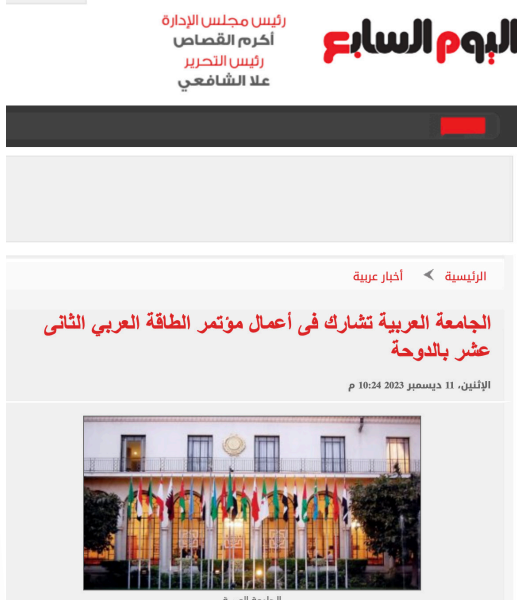 اليوم السابع
رئيس مجلس الإدارة
أكرم القصاص
رئيس التحرير
علا الشافعي
الرئيسية
أخبار عربية
الجامعة العربية تشارك فى أعمال مؤتمر الطاقة العربي الثانى
عشر بالدوحة
الإثنين، 11 ديسمبر 2023 10:24 م